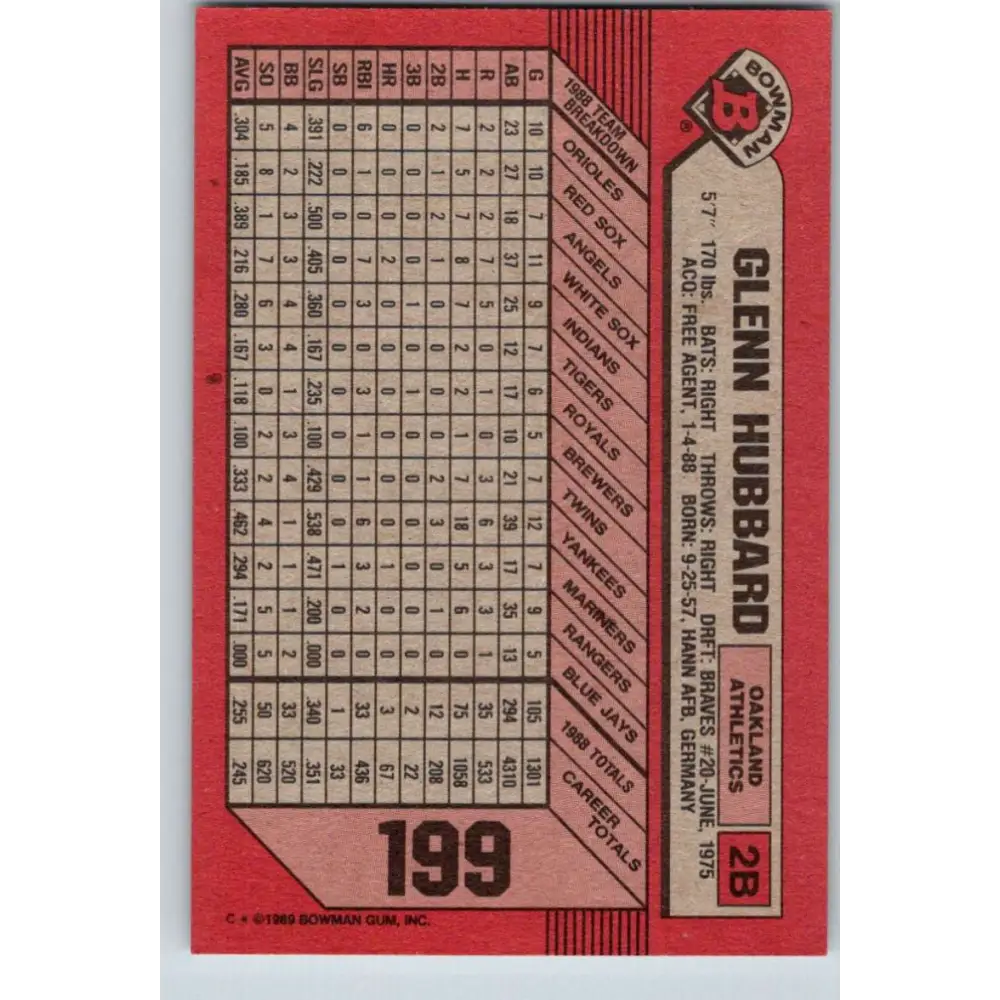 BOWMAN
B
®
GLENN HUBBARD
OAKLAND
ATHLETICS
2B
5'7" 170 lbs. BATS: RIGHT THROWS: RIGHT DRFT: BRAVES #20-JUNE, 1975
ACQ: FREE AGENT, 1-4-88 BORN: 9-25-57, HANN AFB, GERMANY
1988 TEAM
BREAKDOWN
ORIOLES
RED SOX
ANGELS
WHITE SOX
INDIANS
TIGERS
ROYALS
BREWERS
TWINS
YANKEES
MARINERS
RANGERS
BLUE JAYS
1988 TOTALS
CAREER
TOTALS
G 10 10 7 11 9 7 6 5 7 12 7 9 5 105 1301
AB 23 27 18 37 25 12 17 10 21 39 17 35 13 294 4310
R 2 2 2 7 5 0 1 0 3 6 3 3 1 35 533
H 7 5 7 8 7 2 2 1 7 18 5 6 0 75 1058
2B 2 1 2 1 0 0 0 0 2 3 0 1 0 12 208
3B 0 0 0 0 1 0 1 0 0 0 0 0 0 2 22
HR 0 0 0 2 0 0 0 0 0 0 1 0 0 3 67
RBI 6 1 0 7 3 0 3 1 1 6 3 2 0 33 436
SB 0 0 0 0 0 0 0 0 0 0 1 0 0 1 33
SLG .391 .222 .500 .405 .360 .167 .235 .100 .429 .538 .471 .200 .000 .340 .351
BB 4 2 3 3 4 4 1 3 4 1 1 1 2 33 520
SO 5 8 1 7 6 3 0 2 2 4 2 5 5 50 620
AVG .304 .185 .389 .216 .280 .167 .118 .100 .333 .462 .294 .171 .000 .255 .245
199
C * ©1989 BOWMAN GUM, INC.